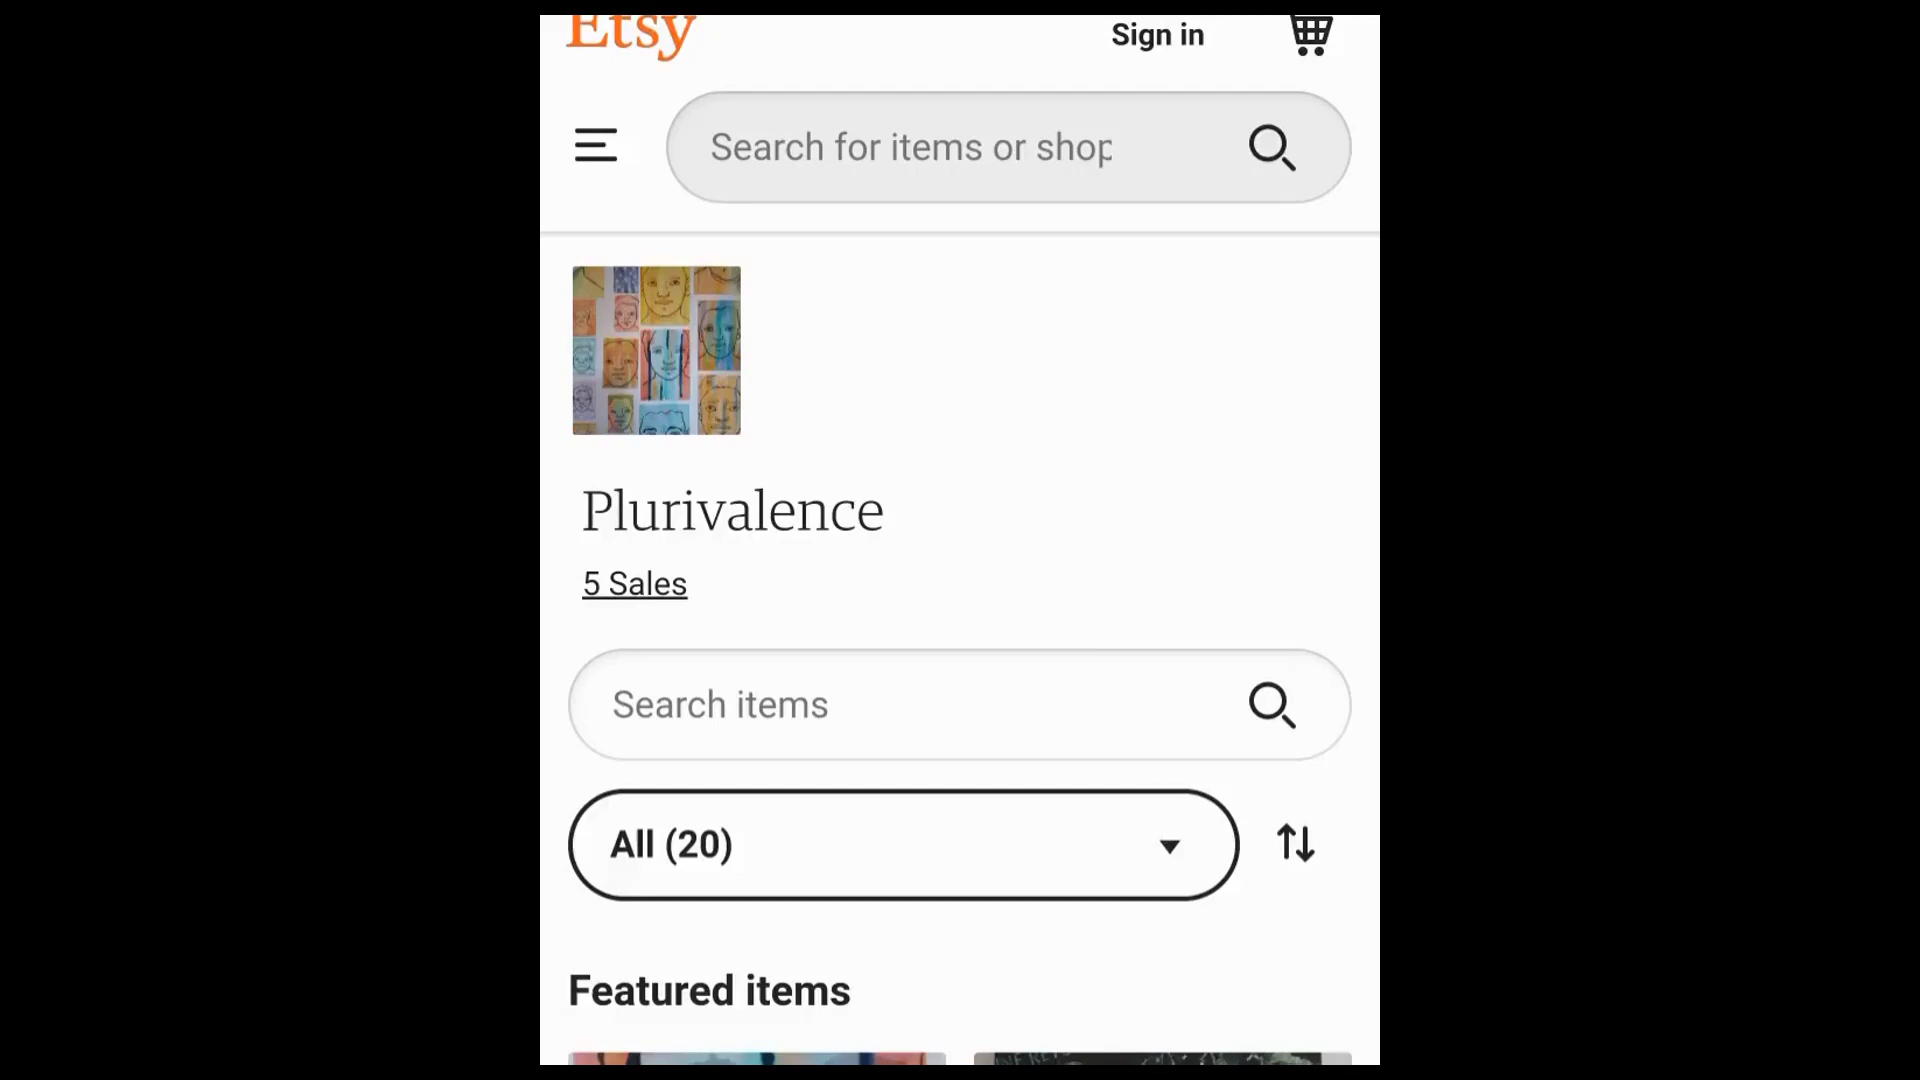 Etsy
Sign in
Search for items or shop
Plurivalence
5 Sales
Search items
All (20)
Featured items